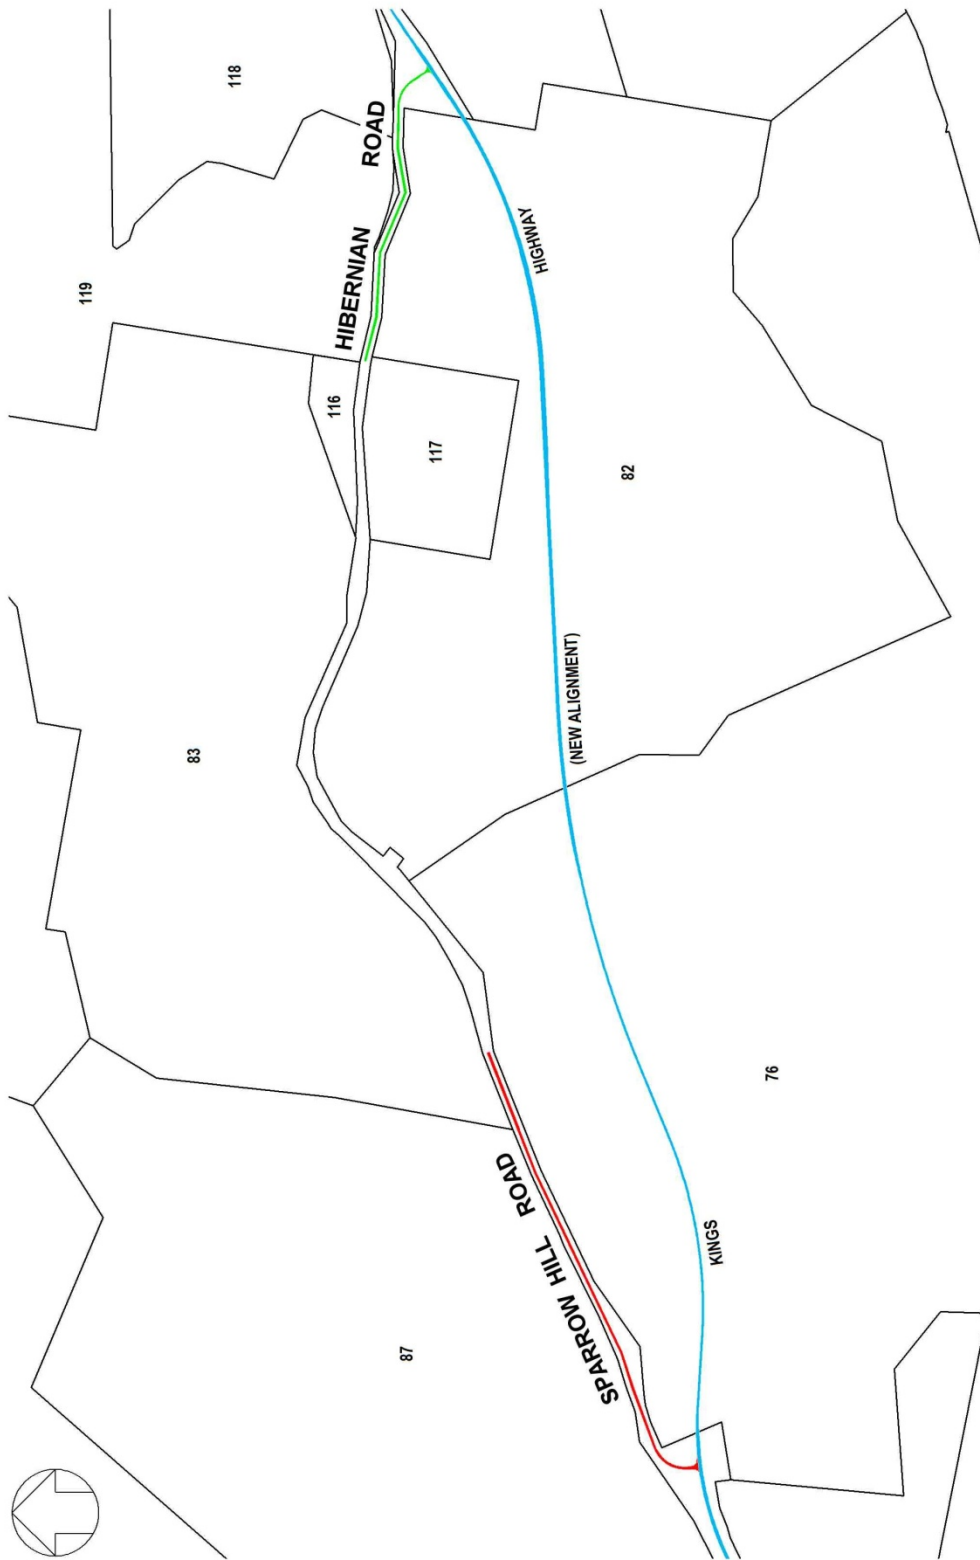 118
HIBERNIAN ROAD
119
116
117
HIGHWAY
82
(NEW ALIGNMENT)
83
76
SPARROW HILL ROAD
87
KINGS